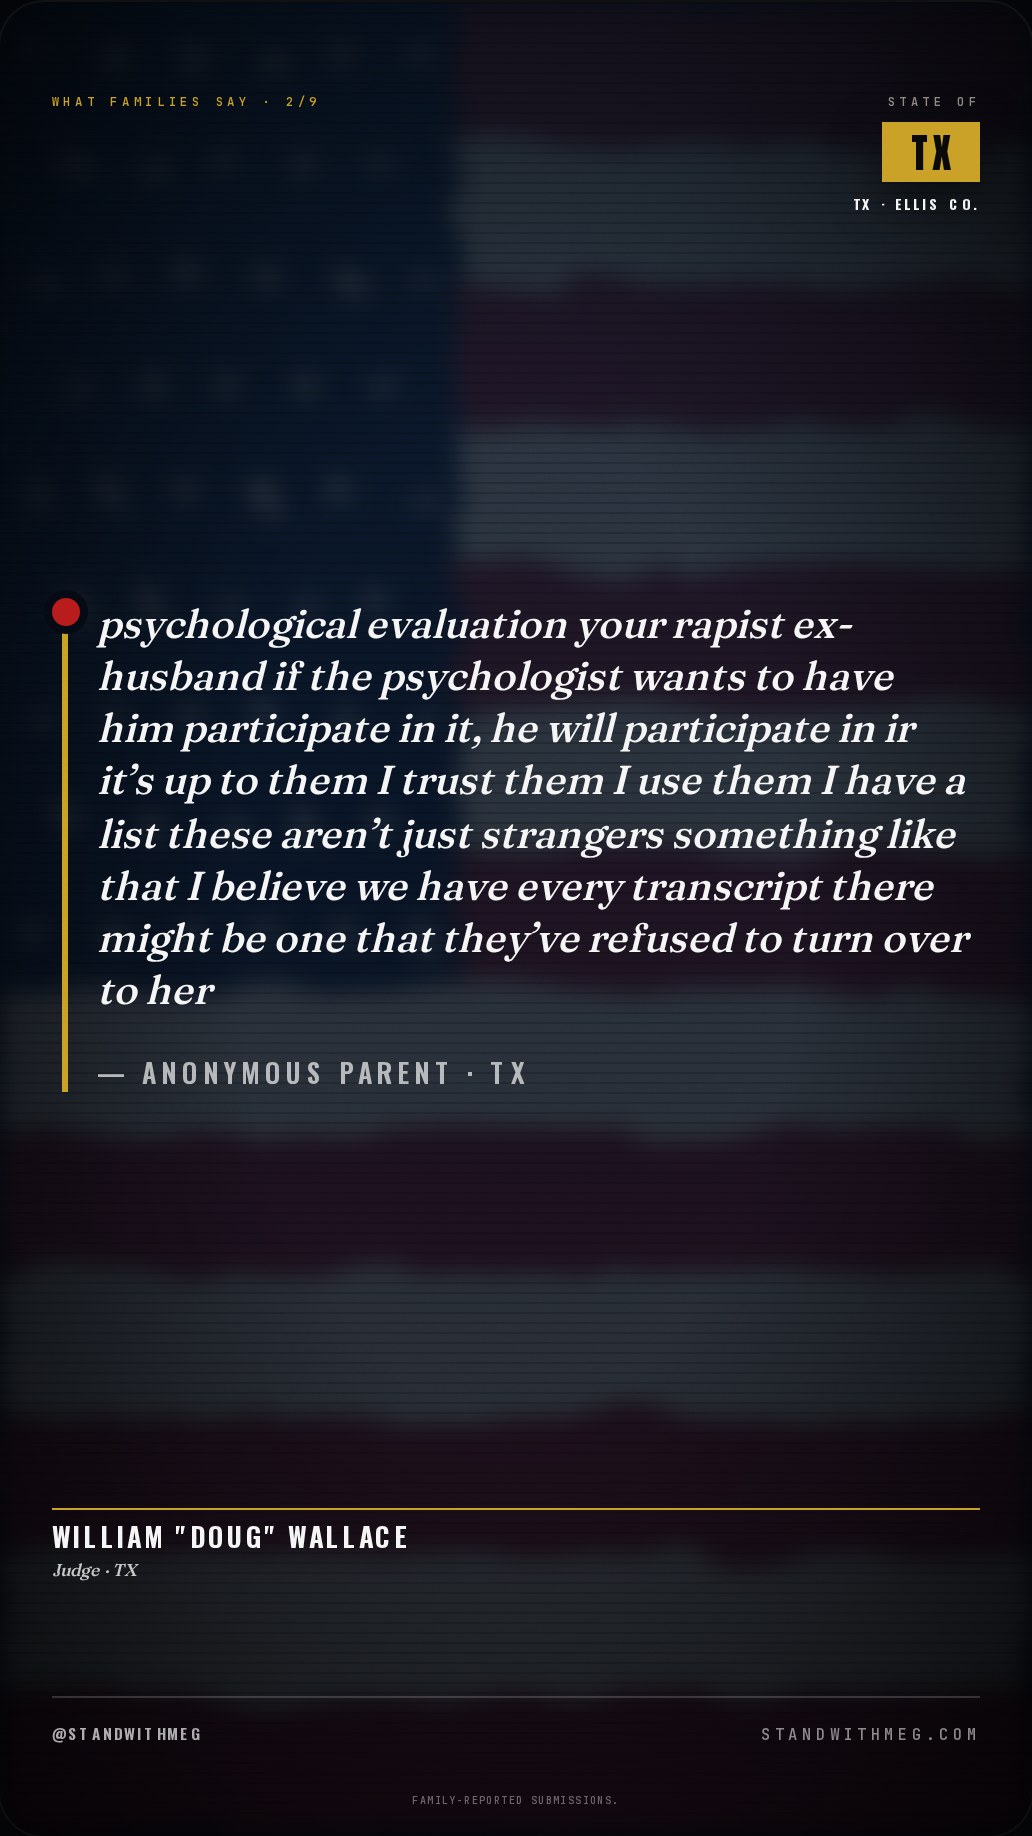 WHAT FAMILIES SAY · 2/9
STATE OF
TX
TX · ELLIS CO.
psychological evaluation your rapist ex-
husband if the psychologist wants to have
him participate in it, he will participate in ir
it’s up to them I trust them I use them I have a
list these aren’t just strangers something like
that I believe we have every transcript there
might be one that they’ve refused to turn over
to her
— ANONYMOUS PARENT · TX
WILLIAM "DOUG" WALLACE
Judge · TX
@STANDWITHMEG
STANDWITHMEG.COM
FAMILY-REPORTED SUBMISSIONS.